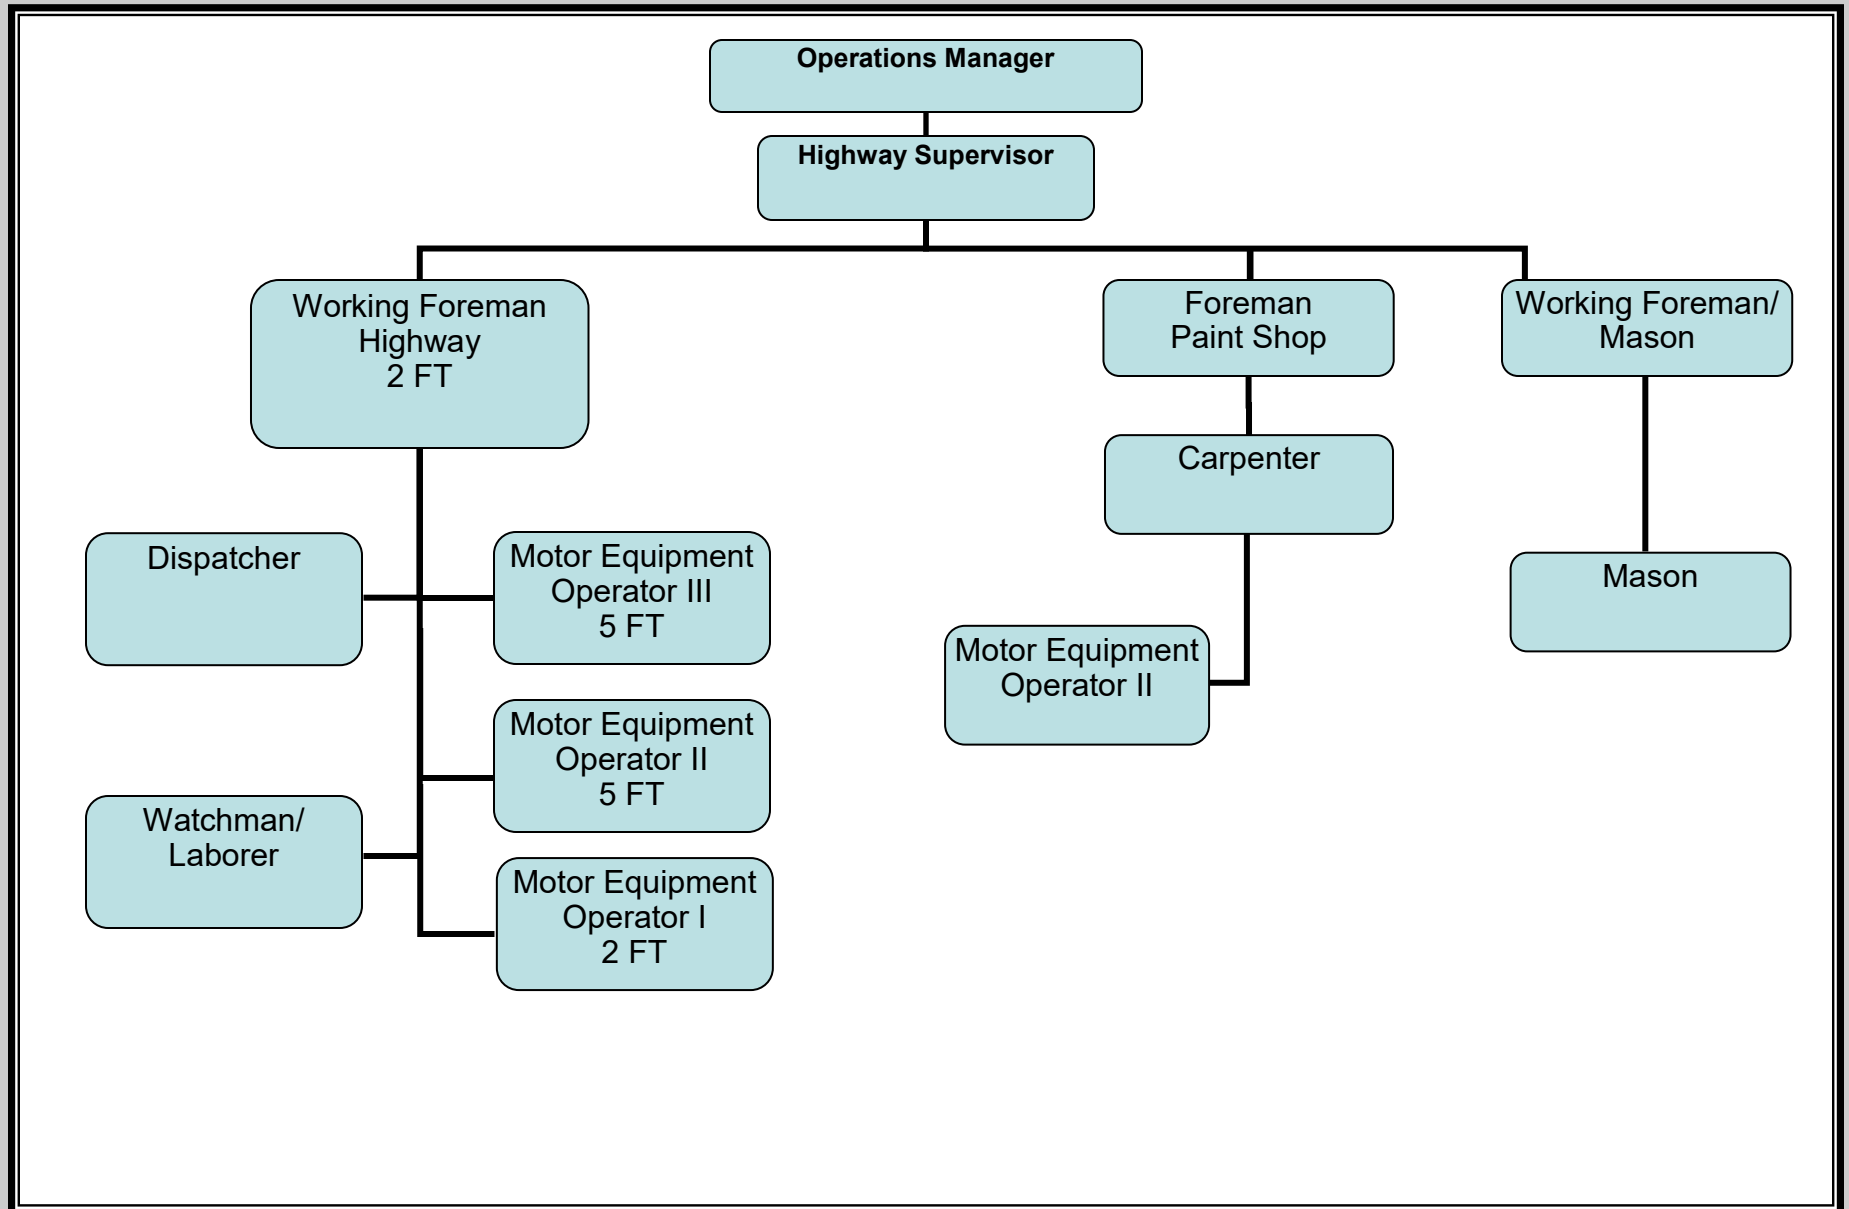 Operations Manager
Highway Supervisor
Working Foreman
Highway
2 FT
Foreman
Paint Shop
Working Foreman/
Mason
Carpenter
Dispatcher
Motor Equipment
Operator III
5 FT
Mason
Motor Equipment
Operator II
Motor Equipment
Operator II
5 FT
Watchman/
Laborer
Motor Equipment
Operator I
2 FT